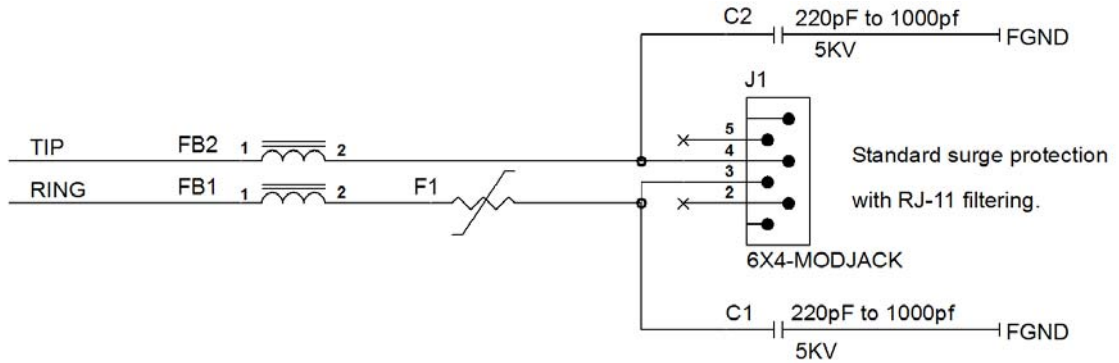 C2 220pF to 1000pf
5KV
FGND
J1
TIP FB2 1 2
RING FB1 1 2 F1
5
4
3
2
Standard surge protection
with RJ-11 filtering.
6X4-MODJACK
C1 220pF to 1000pf
5KV
FGND